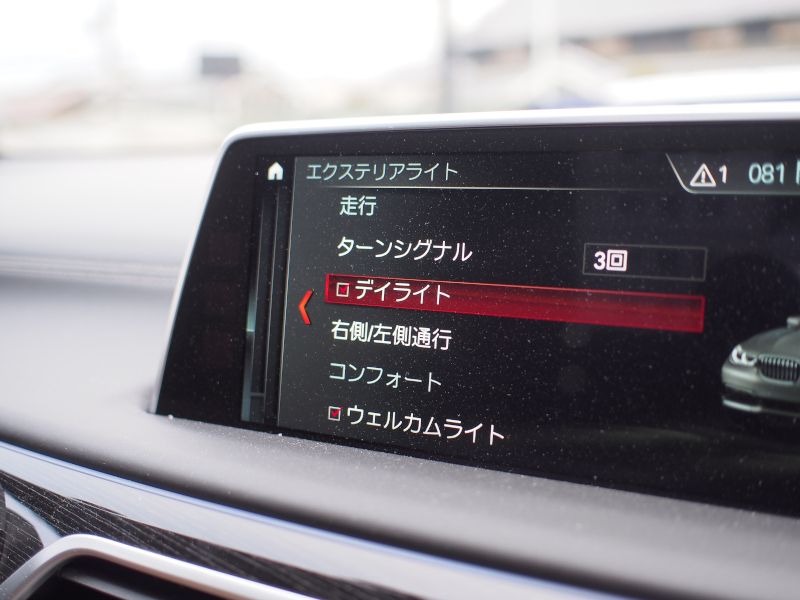 エクステリアライト
1
081
走行
ターンシグナル
3回
デイライト
右側/左側通行
コンフォート
ウェルカムライト